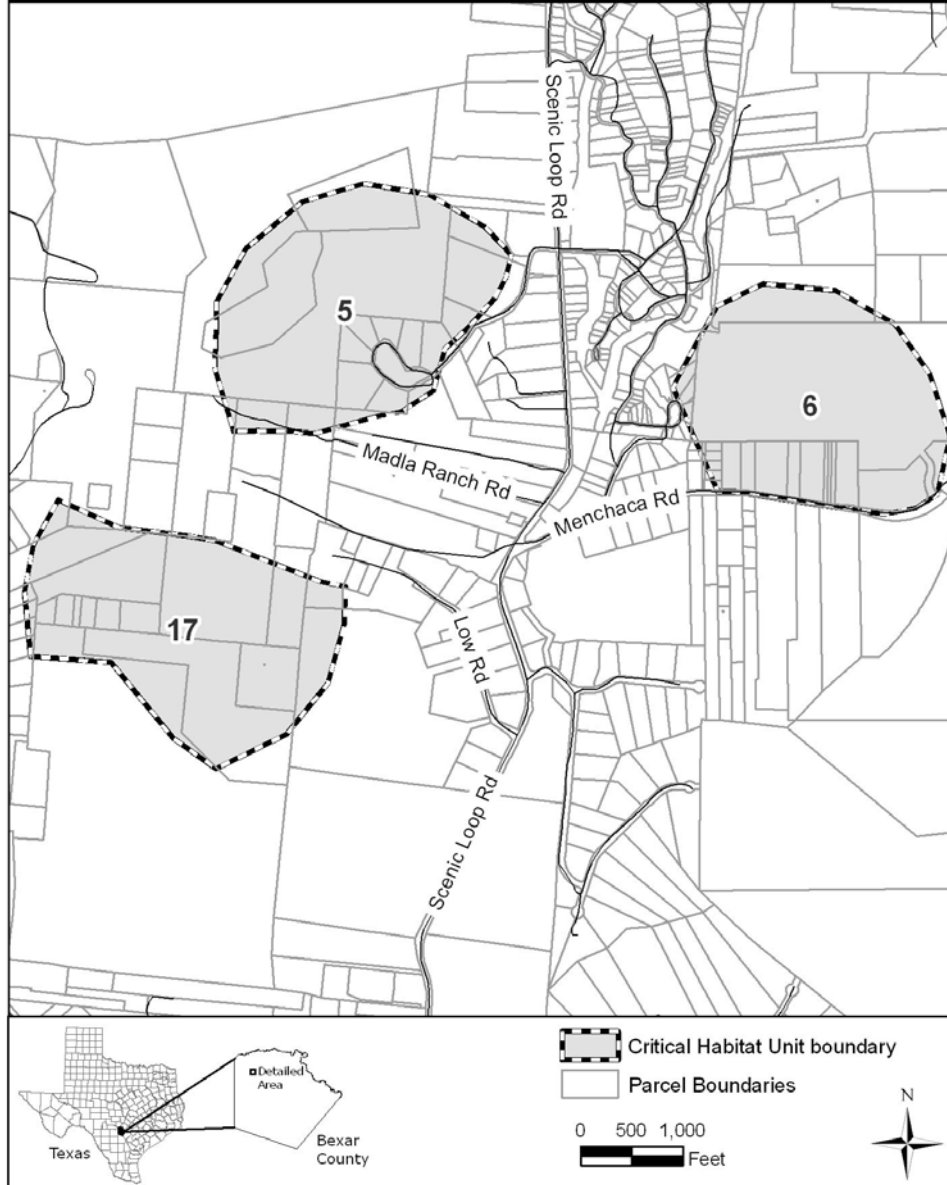 Scenic Loop Rd
5
6
Madla Ranch Rd
Menchaca Rd
17
Low Rd
Scenic Loop Rd
Detailed
Area
Texas
Bexar
County
Critical Habitat Unit boundary
Parcel Boundaries
0 500 1,000
Feet
N